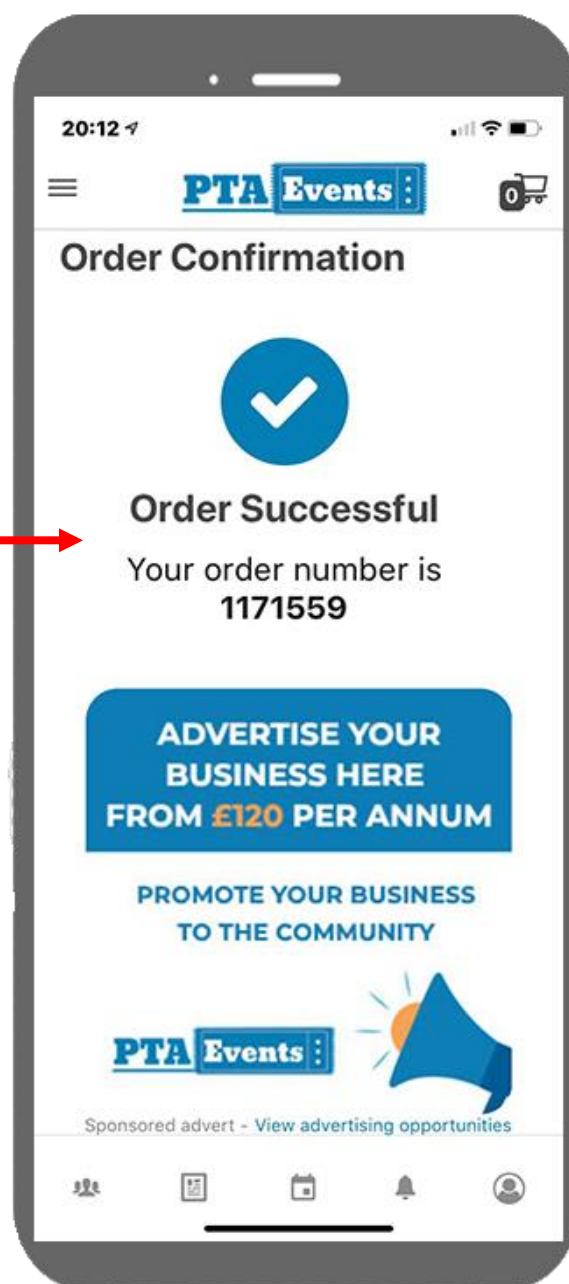 20:12
PTA Events
0
Order Confirmation
Order Successful
Your order number is
1171559
ADVERTISE YOUR
BUSINESS HERE
FROM £120 PER ANNUM
PROMOTE YOUR BUSINESS
TO THE COMMUNITY
PTA Events
Sponsored advert - View advertising opportunities